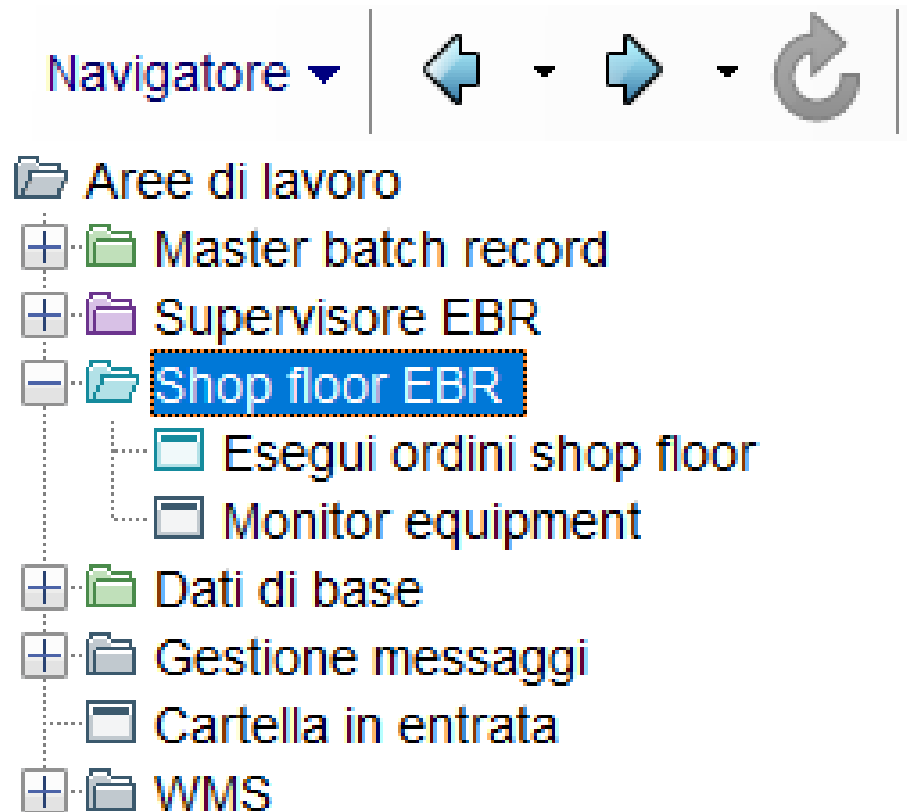 Navigatore
Aree di lavoro
Master batch record
Supervisore EBR
Shop floor EBR
Esegui ordini shop floor
Monitor equipment
Dati di base
Gestione messaggi
Cartella in entrata
WMS